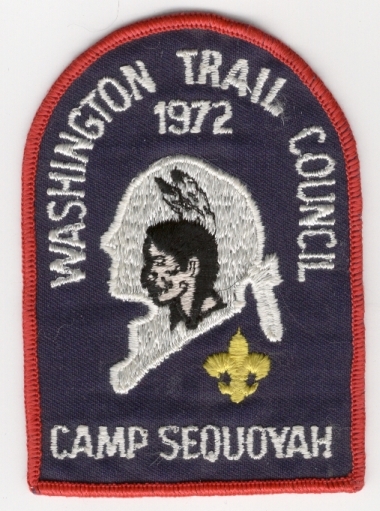 WASHINGTON TRAIL COUNCIL
1972
CAMP SEQUOYAH